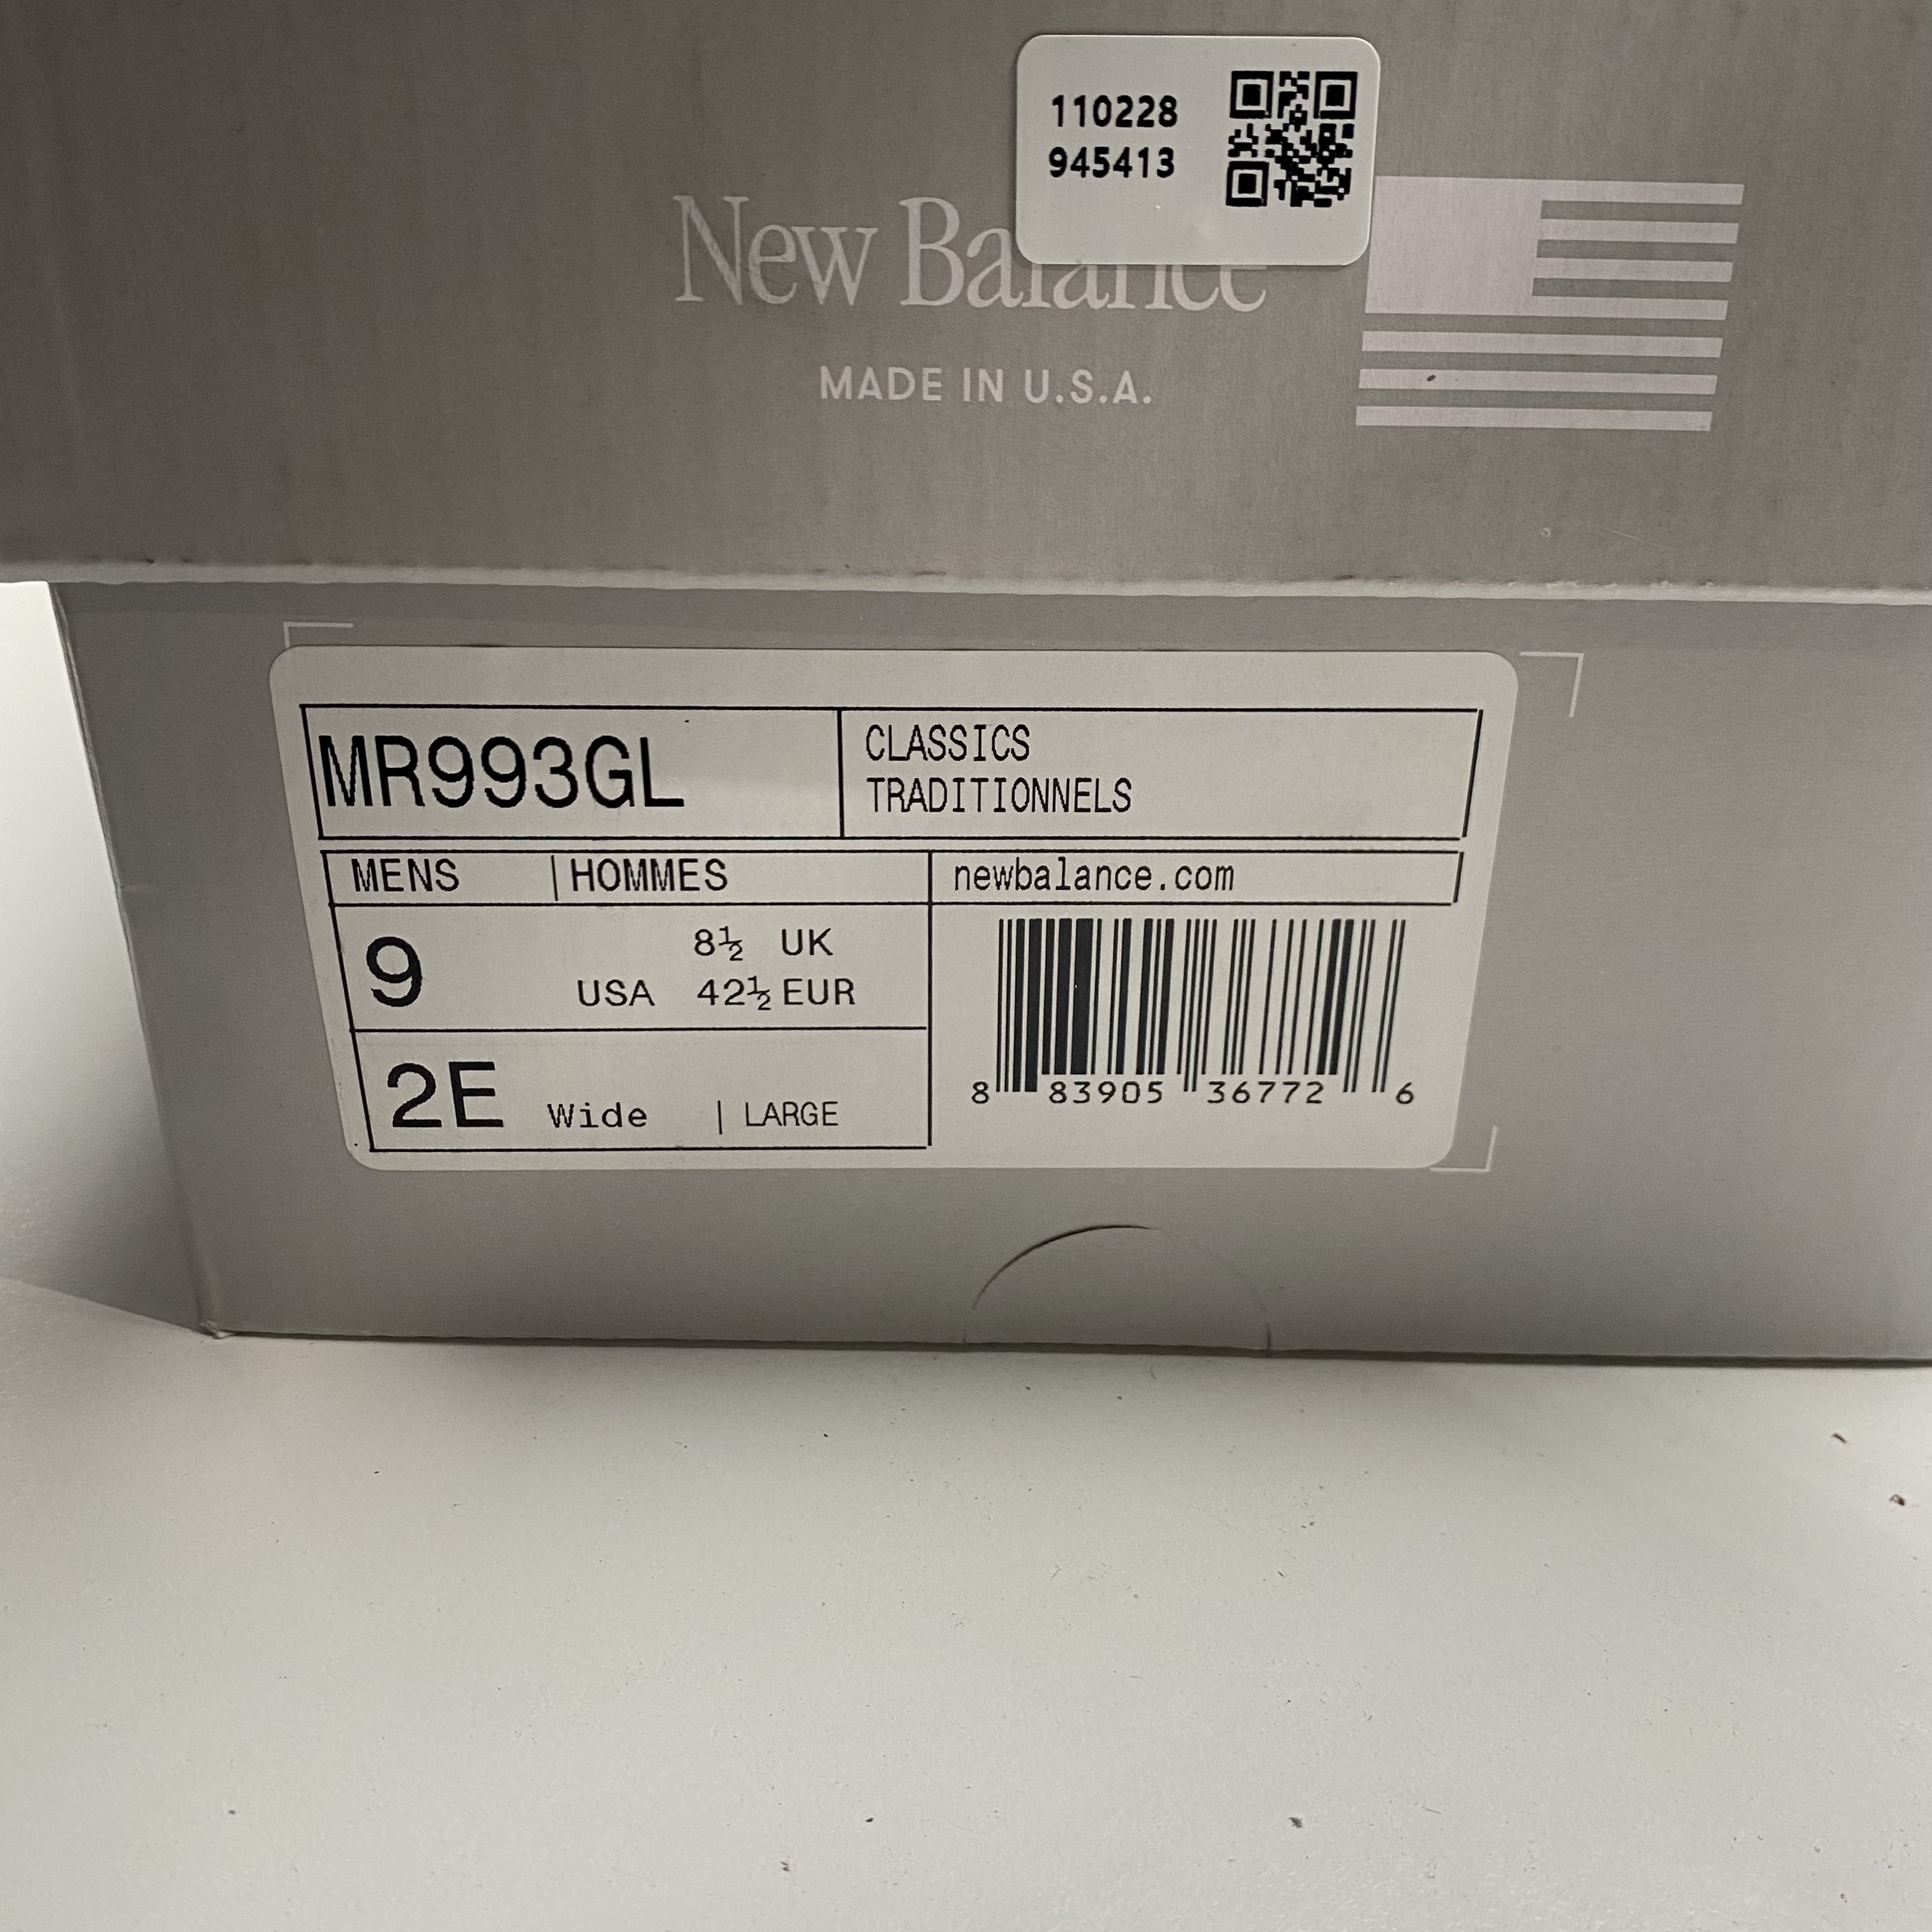 110228
945413
New Balance
MADE IN U.S.A.
MR993GL
CLASSICS
TRADITIONNELS
MENS | HOMMES
newbalance.com
9
8½ UK
USA 42½ EUR
2E Wide | LARGE
8 83905 36772 6